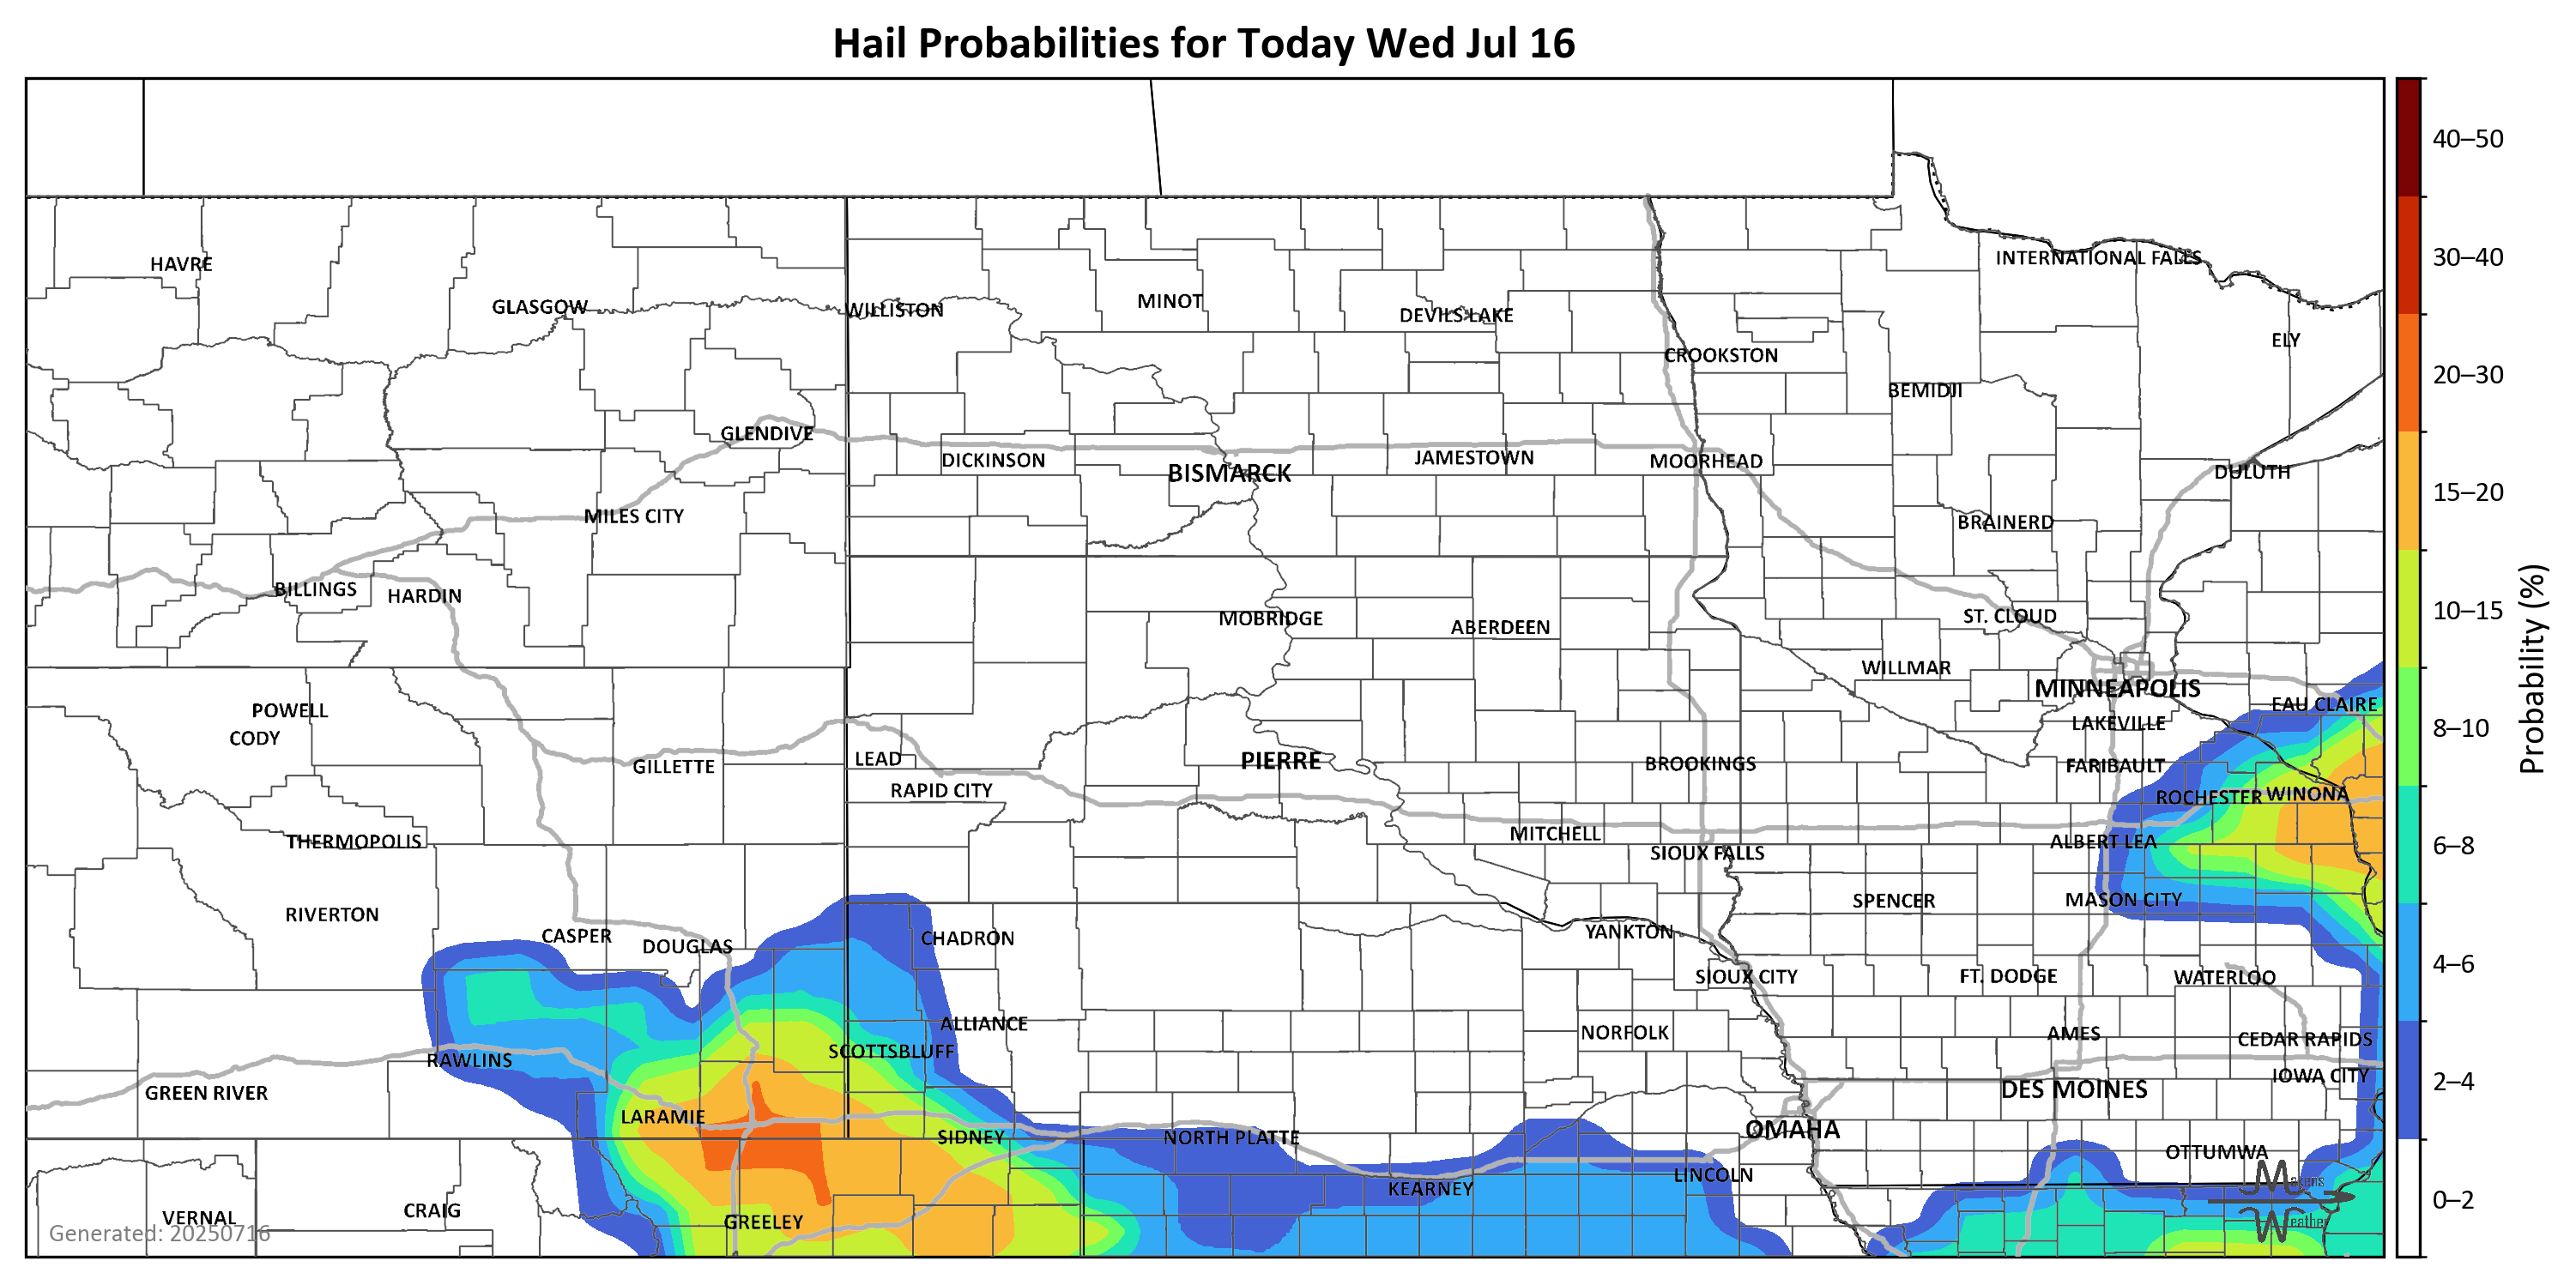 Hail Probabilities for Today Wed Jul 16
40–50
HAVRE
INTERNATIONAL FALLS
30–40
GLASGOW
WILLISTON
MINOT
DEVILS LAKE
ELY
CROOKSTON
20–30
BEMIDJI
GLENDIVE
DICKINSON
BISMARCK
JAMESTOWN
MOORHEAD
DULUTH
15–20
MILES CITY
BRAINERD
BILLINGS
HARDIN
10–15
MOBRIDGE
ABERDEEN
ST. CLOUD
WILLMAR
MINNEAPOLIS
Probability (%)
POWELL
EAU CLAIRE
CODY
LAKEVILLE
8–10
GILLETTE
LEAD
PIERRE
BROOKINGS
FARIBAULT
RAPID CITY
ROCHESTER
WINONA
THERMOPOLIS
MITCHELL
ALBERT LEA
6–8
SIOUX FALLS
RIVERTON
SPENCER
MASON CITY
CASPER
DOUGLAS
CHADRON
YANKTON
4–6
SIOUX CITY
FT. DODGE
WATERLOO
ALLIANCE
NORFOLK
AMES
CEDAR RAPIDS
RAWLINS
SCOTTSBLUFF
IOWA CITY
2–4
GREEN RIVER
DES MOINES
LARAMIE
SIDNEY
NORTH PLATTE
OMAHA
OTTUMWA
LINCOLN
KEARNEY
0–2
VERNAL
CRAIG
GREELEY
Generated: 20250716
Weather